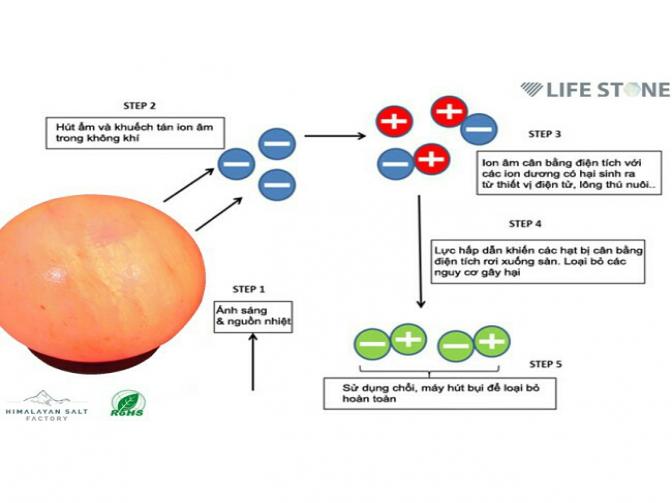 LIFE STONE
STEP 2
Hút ẩm và khuếch tán ion âm
trong không khí
STEP 3
Ion âm cân bằng điện tích với
các ion dương có hại sinh ra
từ thiết vị điện tử, lông thú nuôi..
STEP 4
Lực hấp dẫn khiến các hạt bị cân bằng
điện tích rơi xuống sàn. Loại bỏ các
nguy cơ gây hại
STEP 1
Ánh sáng
& nguồn nhiệt
STEP 5
Sử dụng chổi, máy hút bụi để loại bỏ
hoàn toàn
HIMALAYAN SALT
FACTORY
RGHS